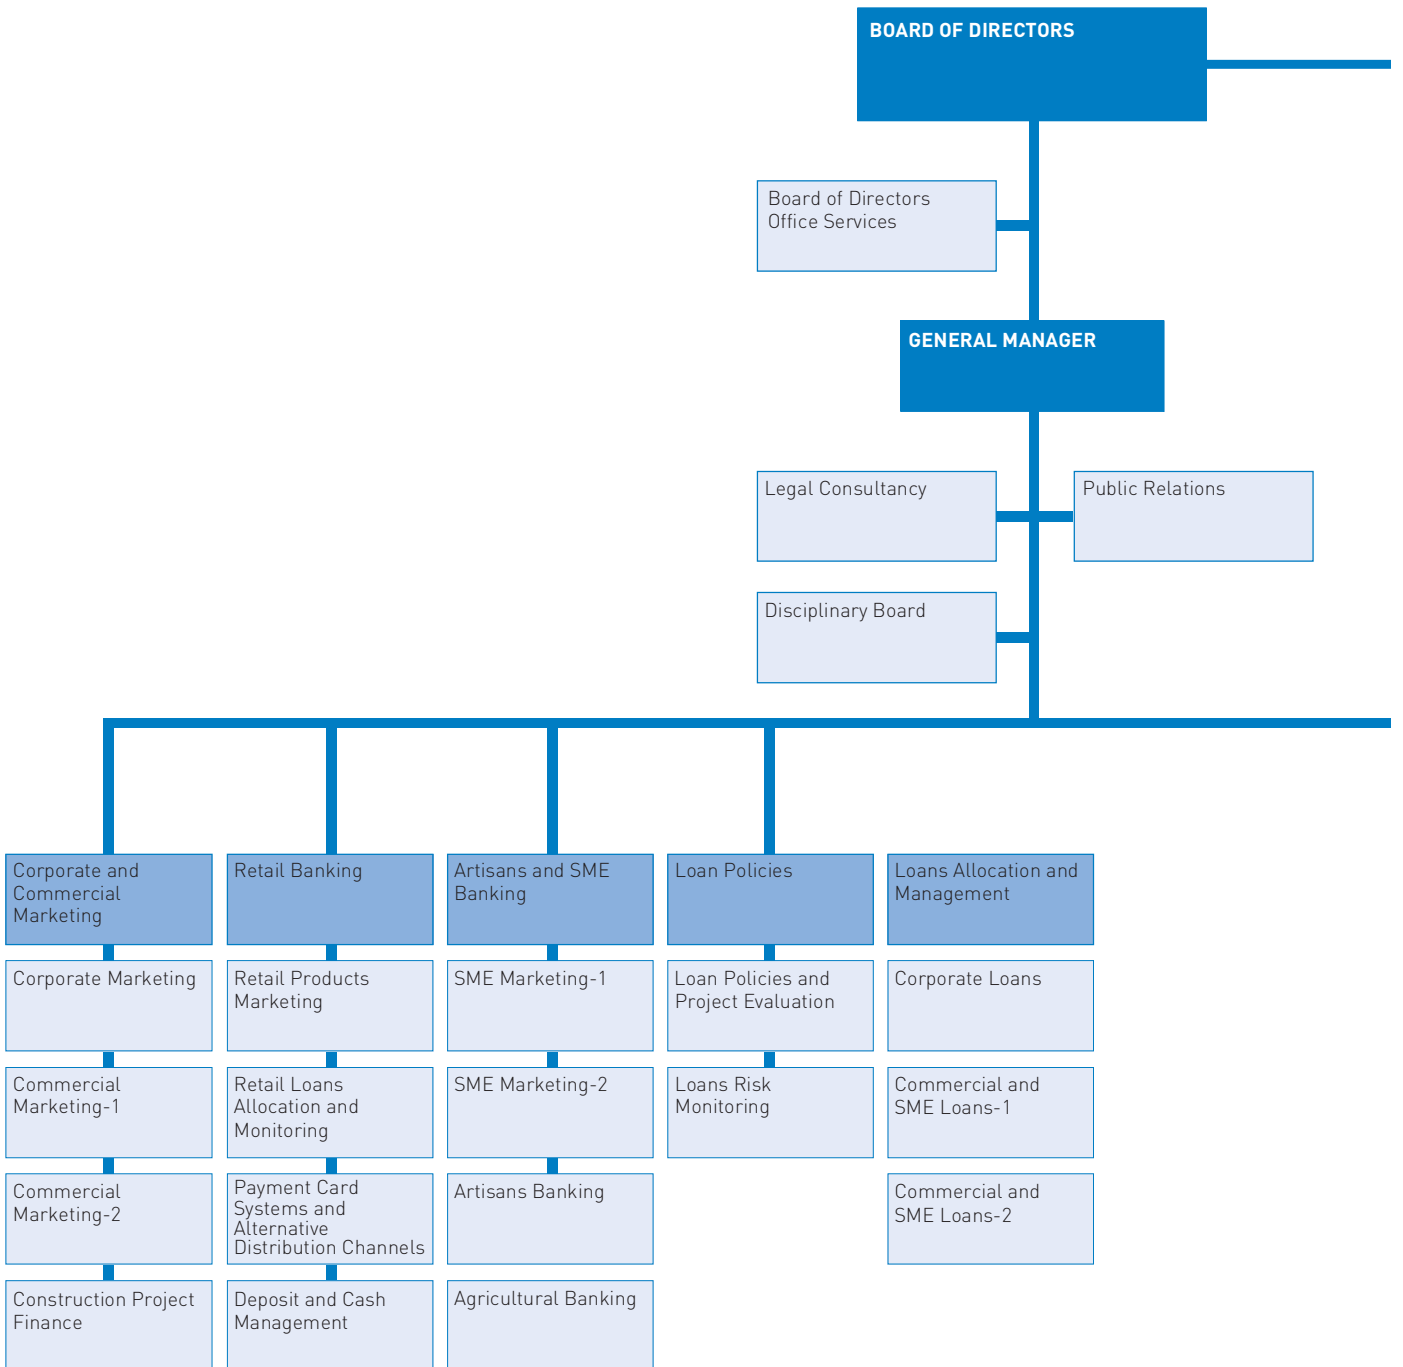 BOARD OF DIRECTORS
Board of Directors
Office Services
GENERAL MANAGER
Legal Consultancy
Public Relations
Disciplinary Board
Corporate and
Commercial
Marketing
Corporate Marketing
Commercial
Marketing-1
Commercial
Marketing-2
Construction Project
Finance
Retail Banking
Retail Products
Marketing
Retail Loans
Allocation and
Monitoring
Payment Card
Systems and
Alternative
Distribution Channels
Deposit and Cash
Management
Artisans and SME
Banking
SME Marketing-1
SME Marketing-2
Artisans Banking
Agricultural Banking
Loan Policies
Loan Policies and
Project Evaluation
Loans Risk
Monitoring
Loans Allocation and
Management
Corporate Loans
Commercial and
SME Loans-1
Commercial and
SME Loans-2